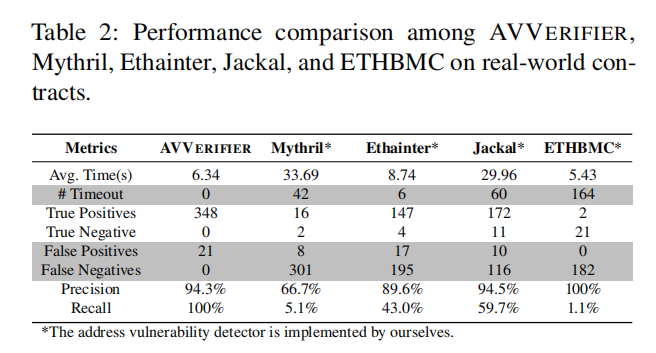 Table 2: Performance comparison among AVVERIFIER,
Mythril, Ethainter, Jackal, and ETHBMC on real-world con-
tracts.
Metrics AVVERIFIER Mythril* Ethainter* Jackal* ETHBMC*
Avg. Time(s) 6.34 33.69 8.74 29.96 5.43
# Timeout 0 42 6 60 164
True Positives 348 16 147 172 2
True Negative 0 2 4 11 21
False Positives 21 8 17 10 0
False Negatives 0 301 195 116 182
Precision 94.3% 66.7% 89.6% 94.5% 100%
Recall 100% 5.1% 43.0% 59.7% 1.1%
*The address vulnerability detector is implemented by ourselves.